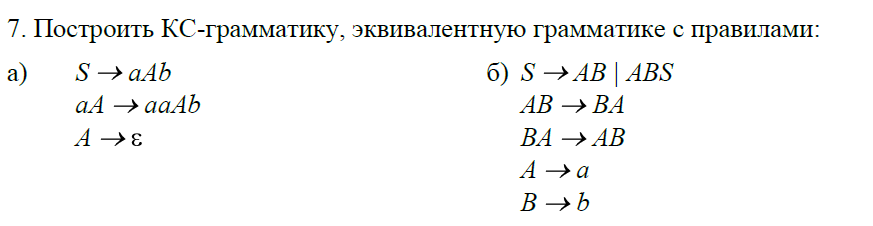 7. Построить КС-грамматику, эквивалентную грамматике с правилами:
а) S → aAb б) S → AB | ABS
aA → aaAb AB → BA
A → ε BA → AB
A → a
B → b